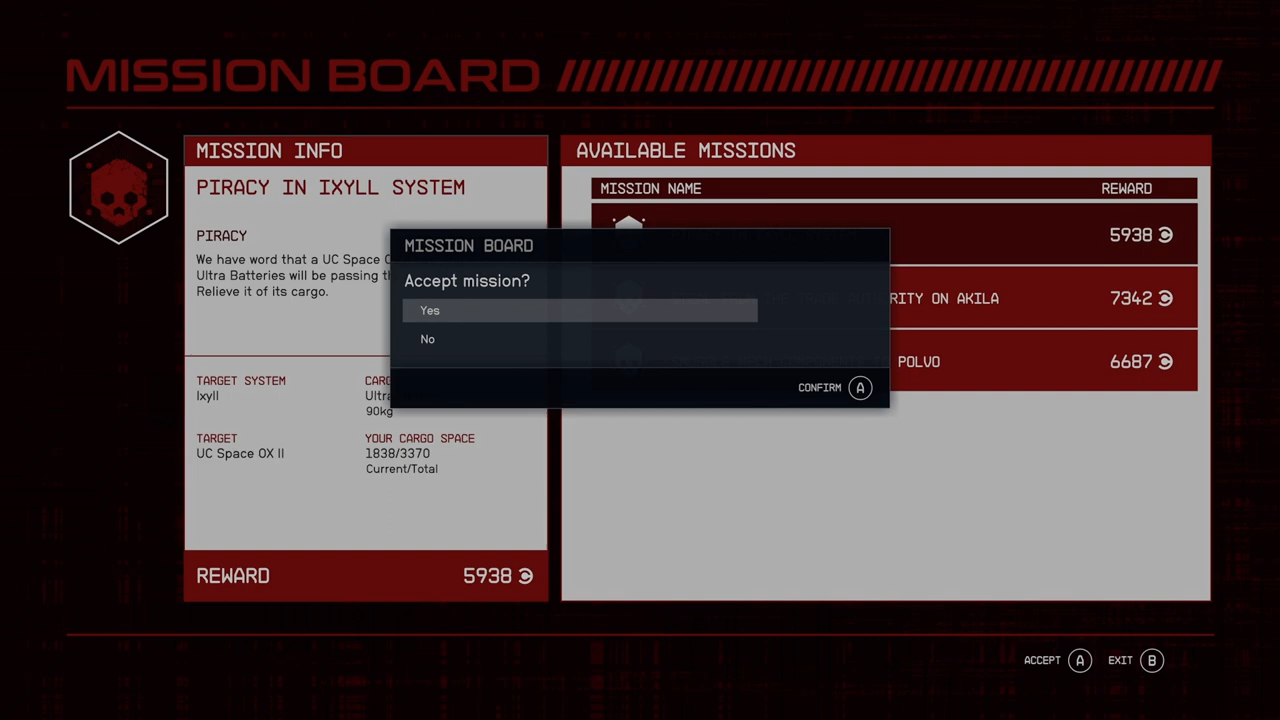 MISSION BOARD
MISSION INFO
PIRACY IN IXYLL SYSTEM
PIRACY
We have word that a UC Space
Ultra Batteries will be passing
Relieve it of its cargo.
TARGET SYSTEM
Ixyll
90kg
TARGET
UC Space OX II
YOUR CARGO SPACE
1838/3370
Current/Total
REWARD 5938
AVAILABLE MISSIONS
MISSION NAME REWARD
5938
ON AKILA 7342
POLVO 6687
MISSION BOARD
Accept mission?
Yes
No
CONFIRM A
ACCEPT A EXIT B